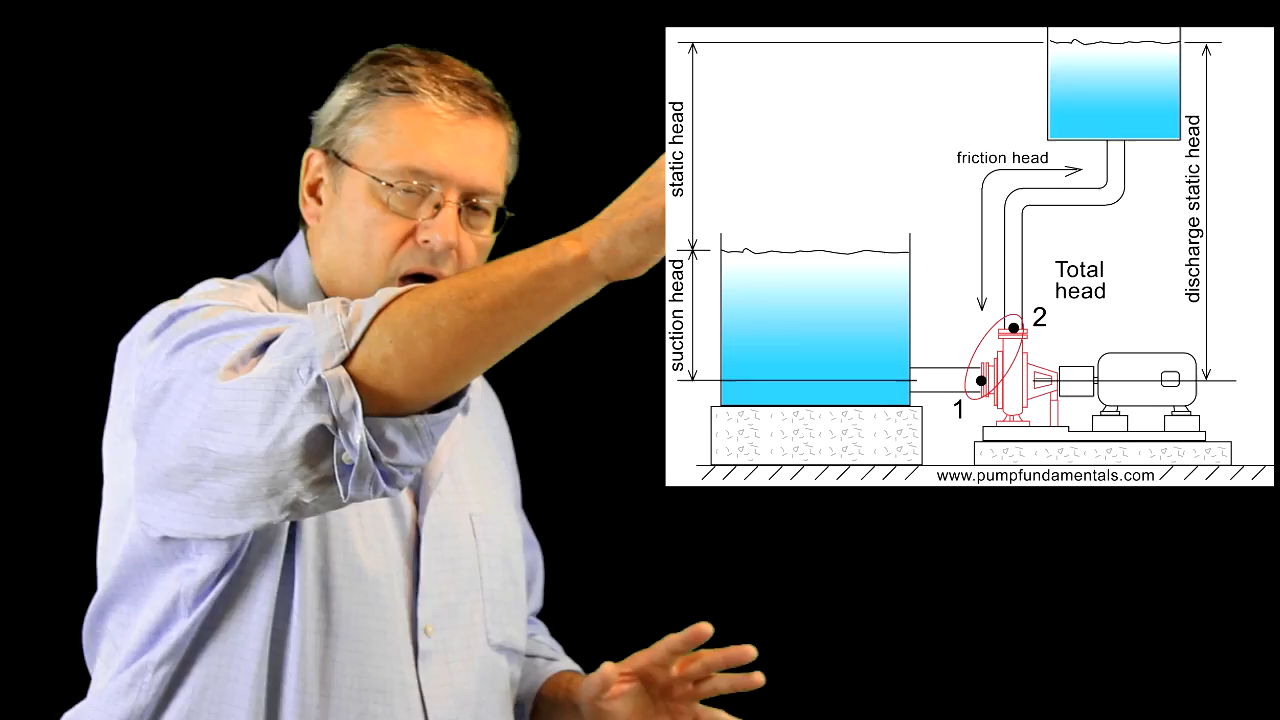 static head
friction head
discharge static head
suction head
Total
head
2
1
www.pumpfundamentals.com